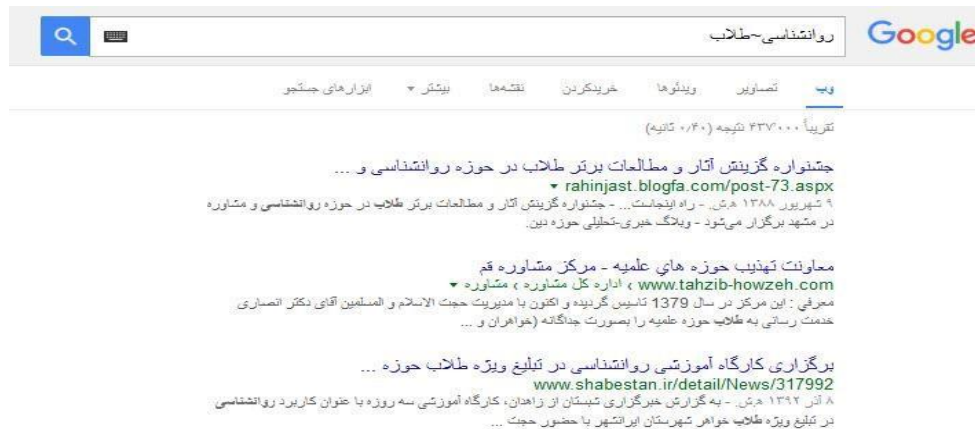 Google
روانشناسی~طلاب
وب تصاویر ویدئوها خریدکردن نقشه‌ها بیشتر ابزارهای جستجو
تقریباً ۴۳۷٬۰۰۰ نتیجه (۰/۴۰ ثانیه)
جشنواره گزینش آثار و مطالعات برتر طلاب در حوزه روانشناسی و ...
rahinjast.blogfa.com/post-73.aspx
۹ شهریور ۱۳۸۸ ه‍.ش. - راه اینجاست... - جشنواره گزینش آثار و مطالعات برتر طلاب در حوزه روانشناسی و مشاوره
در مشهد برگزار می‌شود - وبلاگ خبری-تحلیلی حوزه دین.
معاونت تهذیب حوزه هاي علمیه - مرکز مشاوره قم
www.tahzib-howzeh.com › اداره کل مشاوره › مشاوره
معرفي : این مرکز در سال 1379 تاسیس گردیده و اکنون با مدیریت حجت الاسلام و المسلمین آقای دکتر انصاری
خدمت رسانی به طلاب حوزه علمیه را بصورت جداگانه (خواهران و ...
برگزاری کارگاه آموزشی روانشناسی در تبلیغ ویژه طلاب حوزه ...
www.shabestan.ir/detail/News/317992
۸ آذر ۱۳۹۲ ه‍.ش. - به گزارش خبرگزاری شبستان از زاهدان، کارگاه آموزشی سه روزه با عنوان کاربرد روانشناسی
در تبلیغ ویژه طلاب خواهر شهرستان ایرانشهر با حضور حجت ...